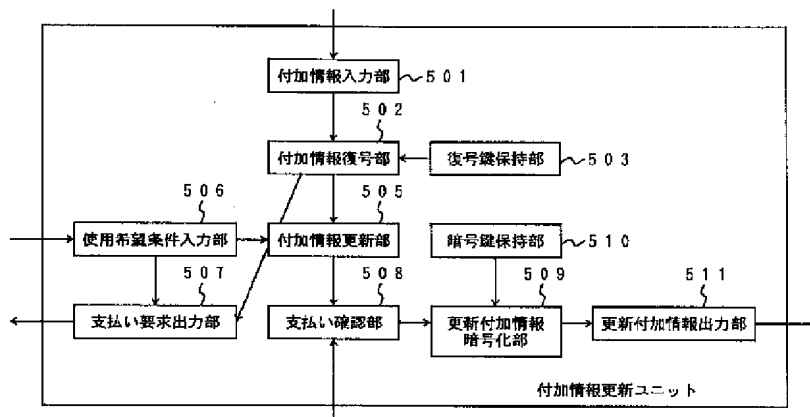 付加情報入力部
501
502
付加情報復号部
復号鍵保持部
503
506
505
使用希望条件入力部
付加情報更新部
暗号鍵保持部
510
507
508
509
511
支払い要求出力部
支払い確認部
更新付加情報
暗号化部
更新付加情報出力部
付加情報更新ユニット